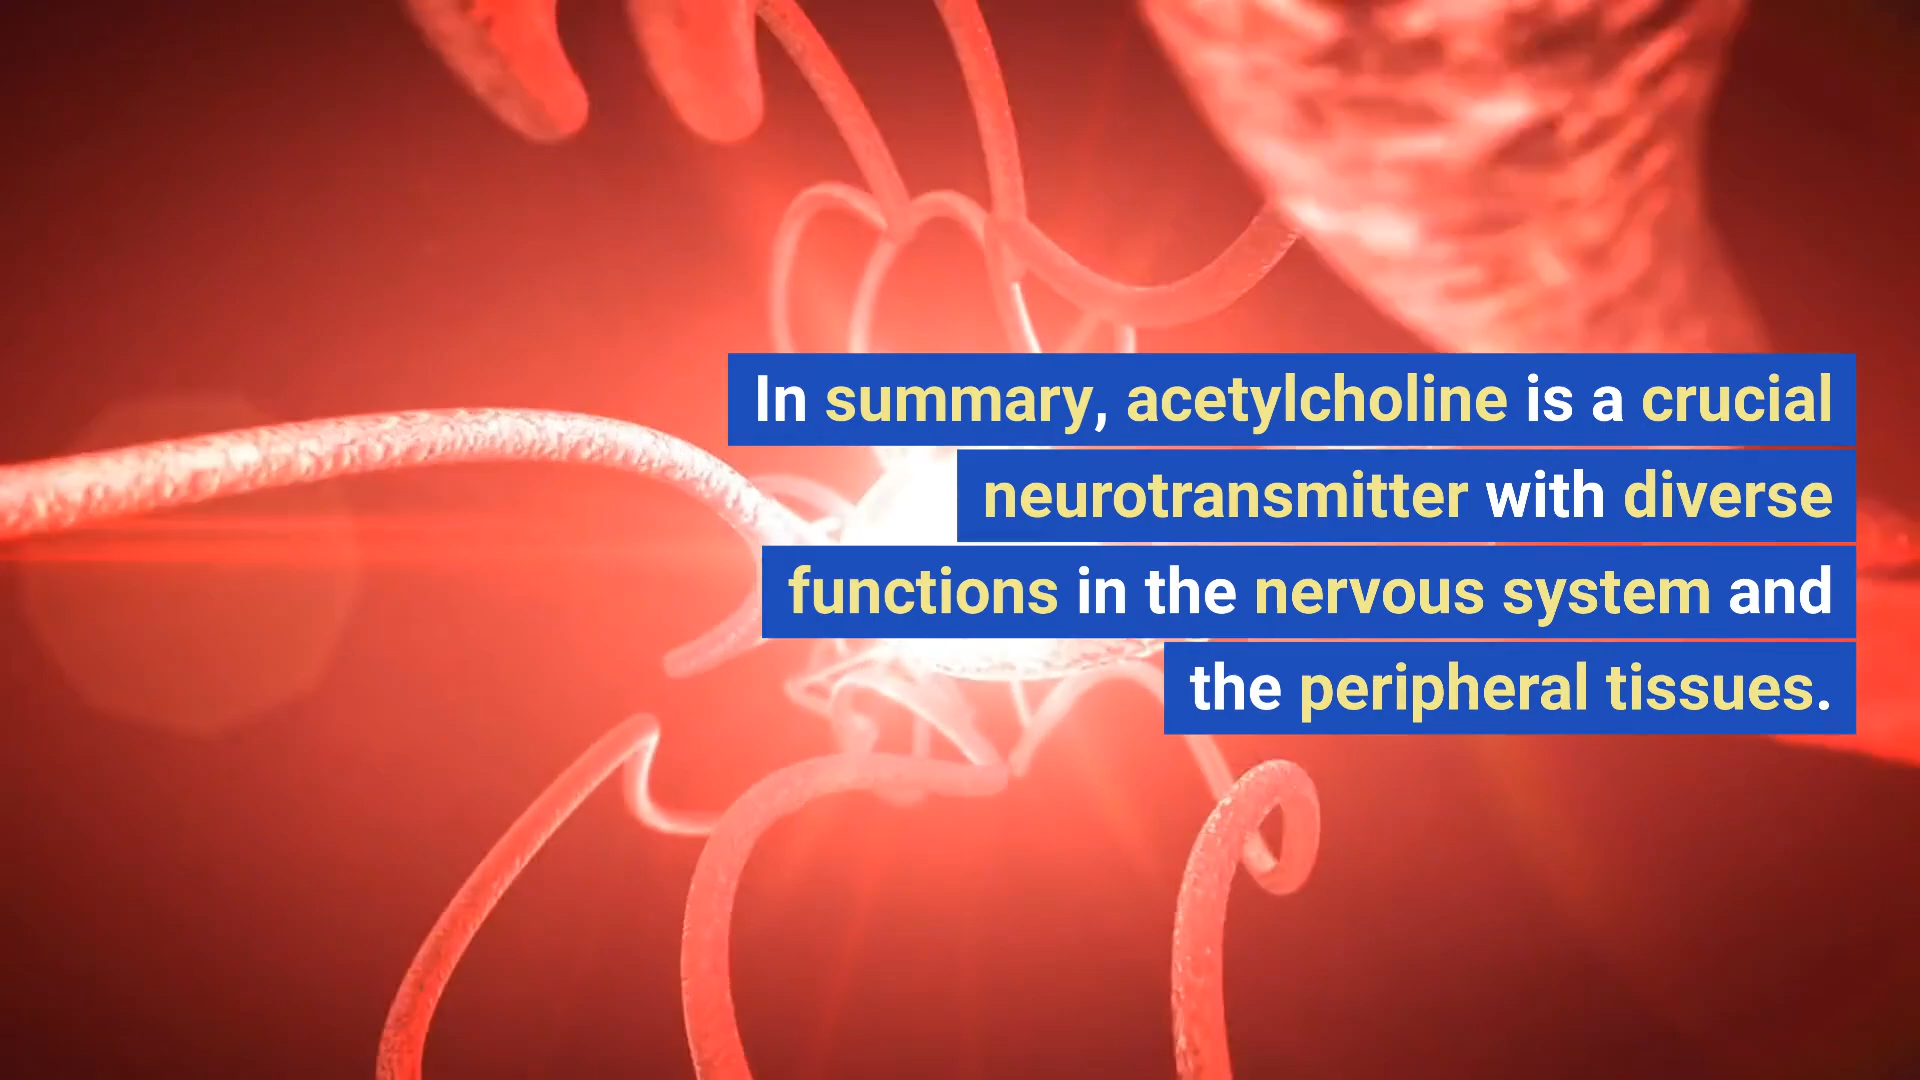 In summary, acetylcholine is a crucial
neurotransmitter with diverse
functions in the nervous system and
the peripheral tissues.